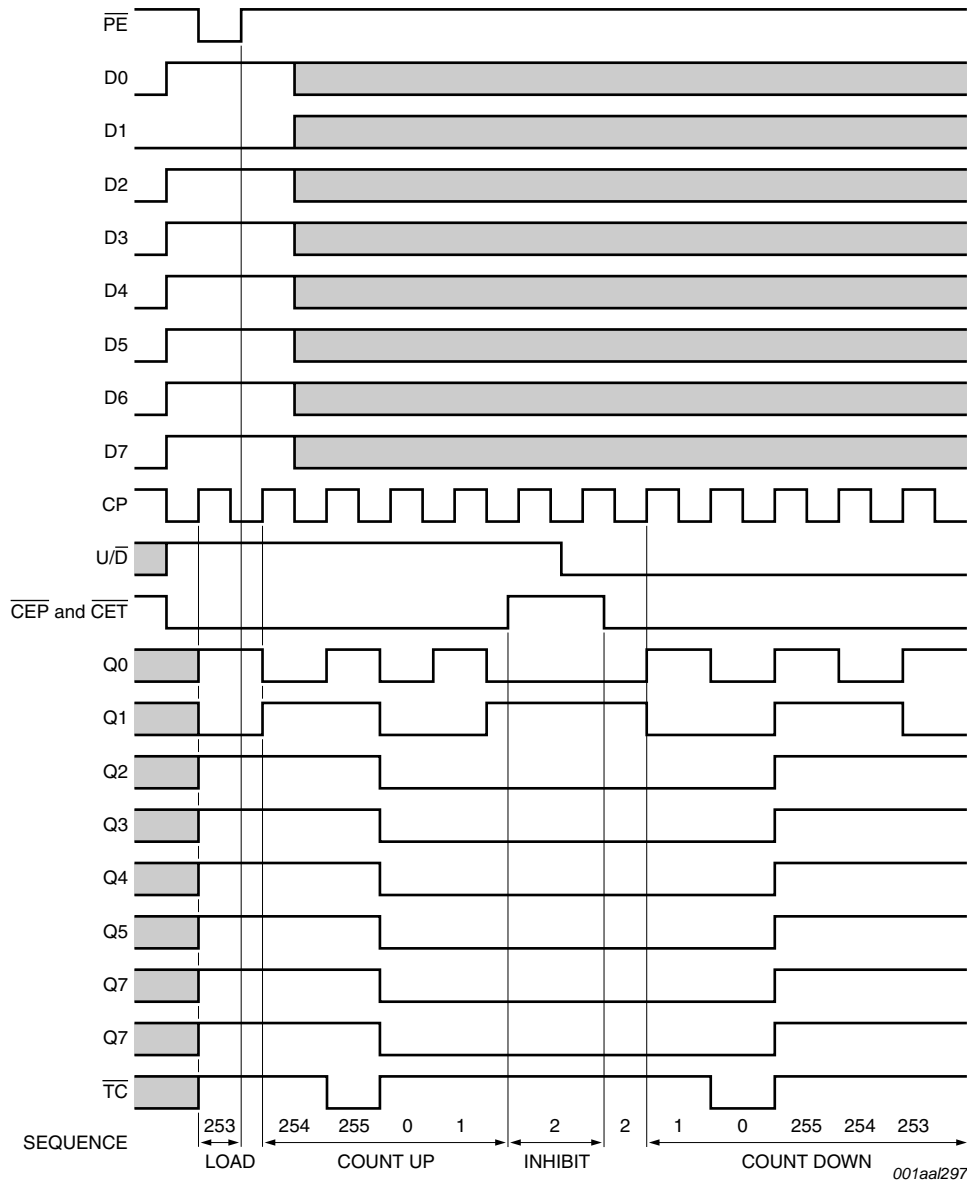 PE
D0
D1
D2
D3
D4
D5
D6
D7
CP
U/D
CEP and CET
Q0
Q1
Q2
Q3
Q4
Q5
Q7
Q7
TC
SEQUENCE 253 254 255 0 1 2 2 1 0 255 254 253
LOAD COUNT UP INHIBIT COUNT DOWN
001aal297